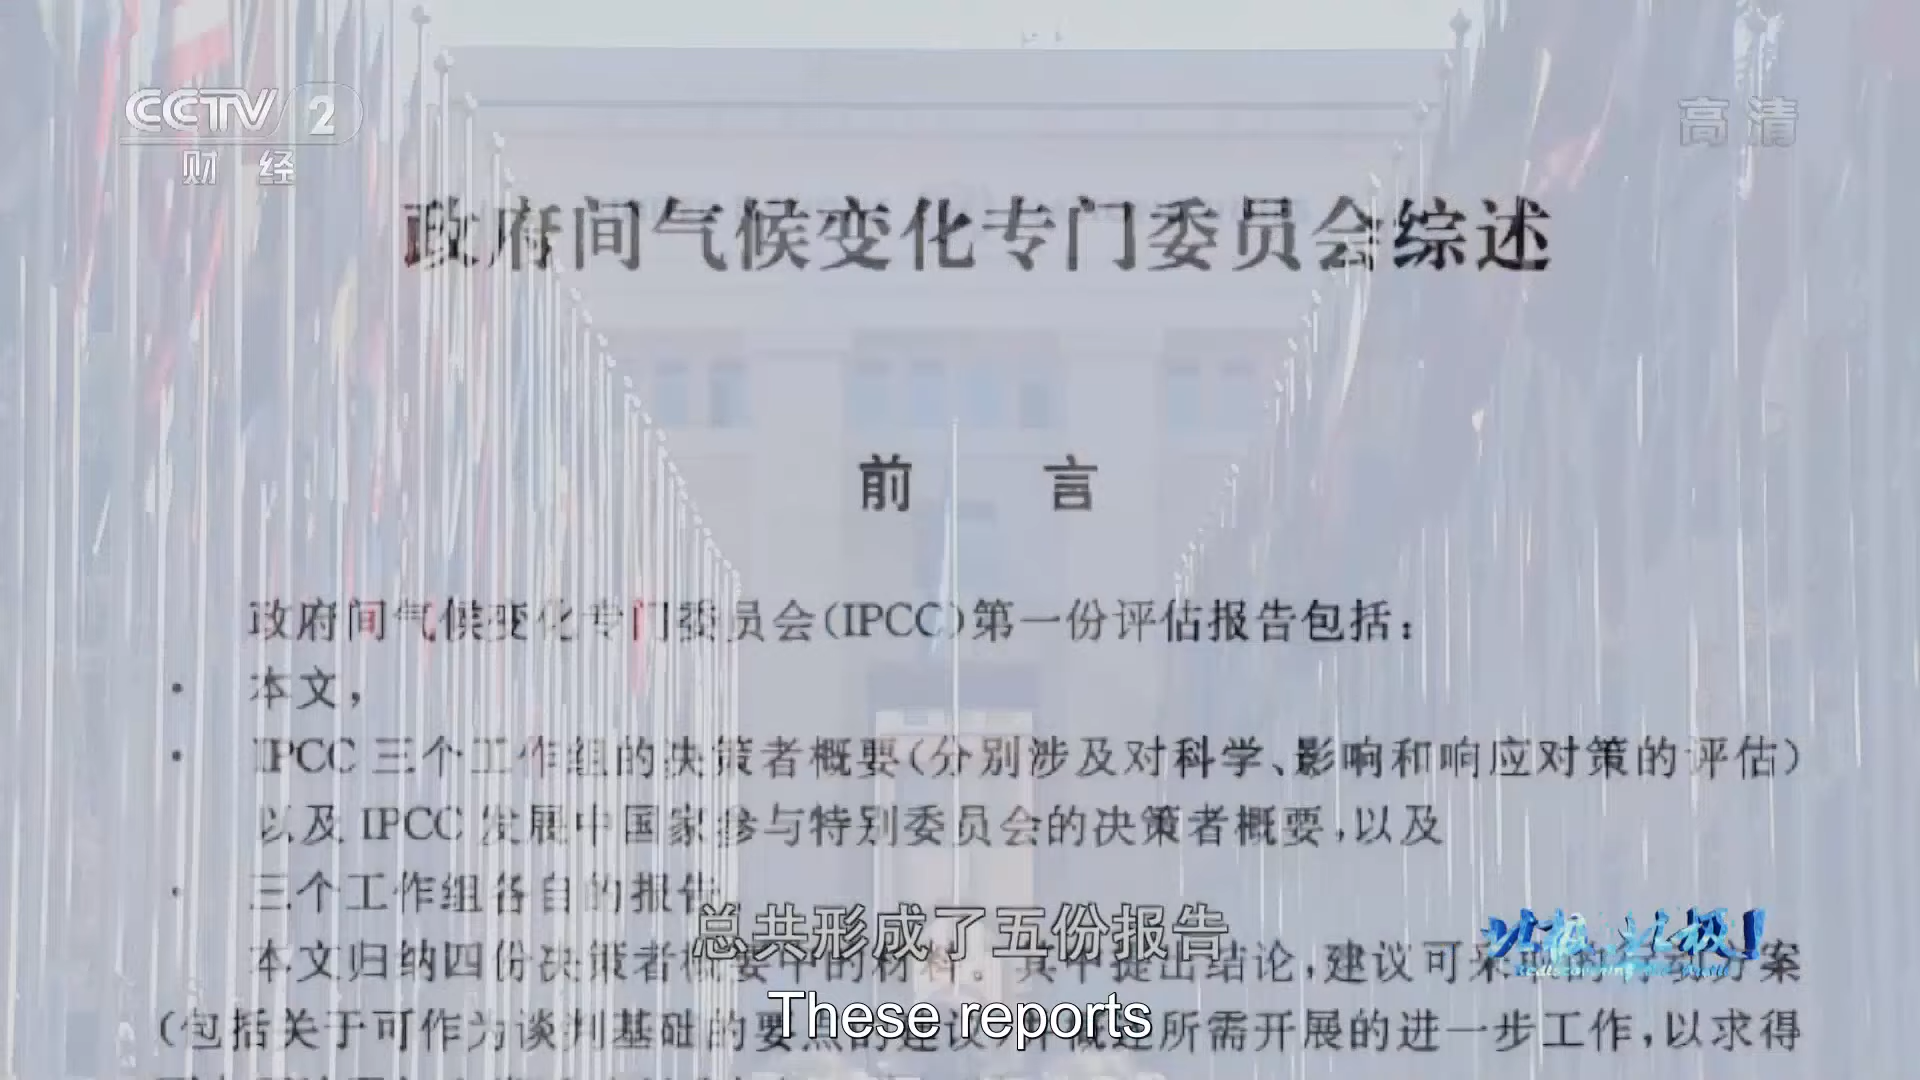 CCTV 2
财 经
高清
政府间气候变化专门委员会综述
前 言
政府间气候变化专门委员会(IPCC)第一份评估报告包括:
· 本文,
· IPCC 三个工作组的决策者概要(分别涉及对科学、影响和响应对策的评估)
以及 IPCC 发展中国家参与特别委员会的决策者概要,以及
· 三个工作组各自的报告
总共形成了五份报告
北极,北极!
本文归纳四份决策者概要中的材料。其中提出结论,建议可采取的行动方案
These reports
(包括关于可作为谈判基础的要点的建议)并概述所需开展的进一步工作,以求得